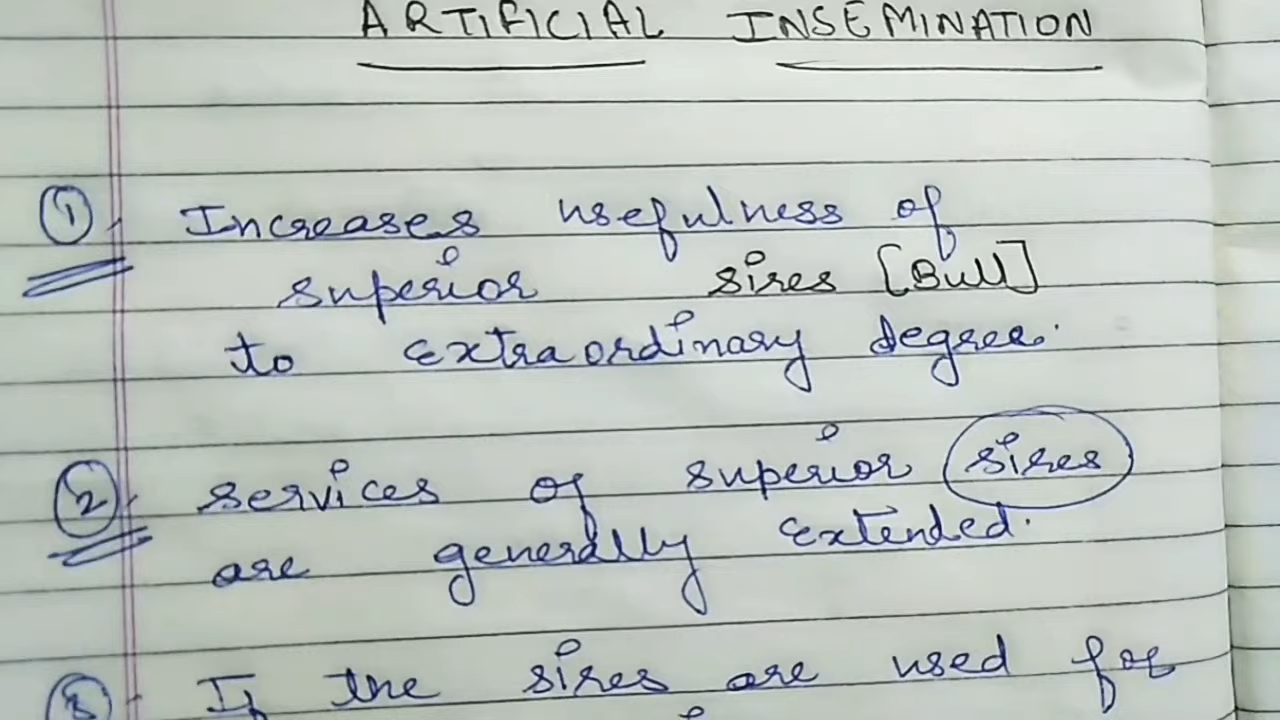 ARTIFICIAL INSEMINATION
1. Increases usefulness of
superior sires [Bull]
to extraordinary degree.
2. services of superior sires
are generally extended.
3. If the sires are used for